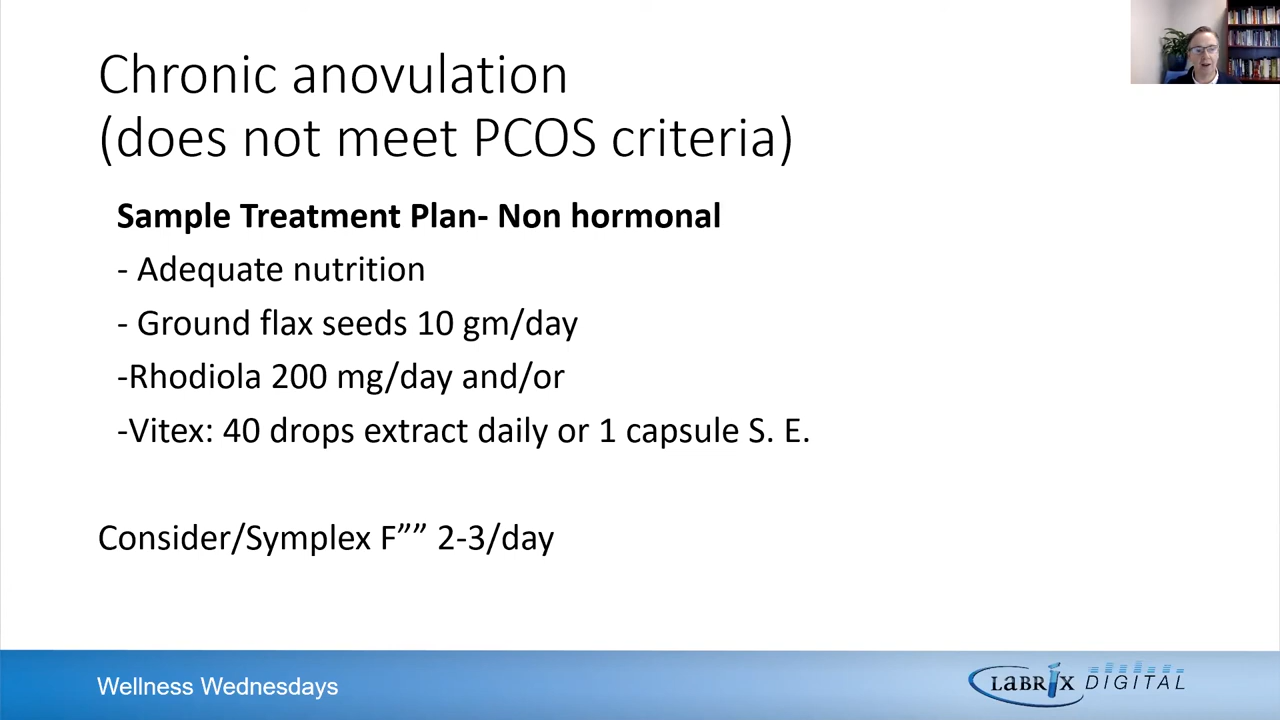 Chronic anovulation
(does not meet PCOS criteria)
Sample Treatment Plan- Non hormonal
- Adequate nutrition
- Ground flax seeds 10 gm/day
-Rhodiola 200 mg/day and/or
-Vitex: 40 drops extract daily or 1 capsule S. E.
Consider/Symplex F”” 2-3/day
Wellness Wednesdays
LABRIX DIGITAL